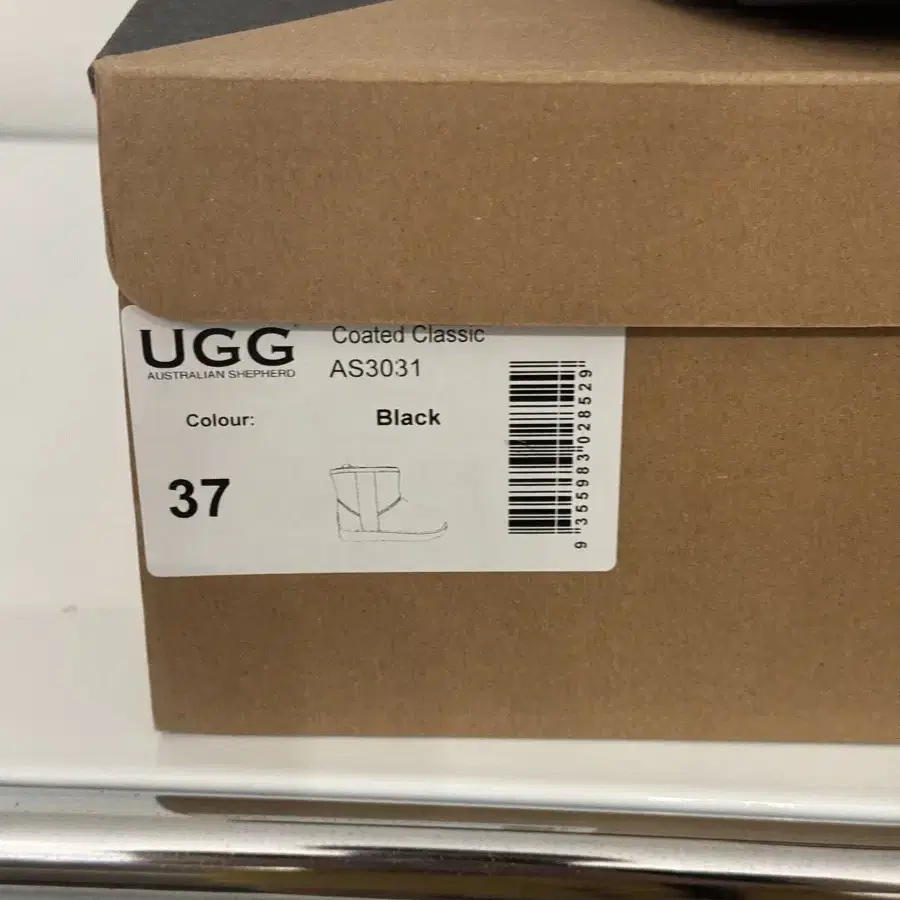 UGG
AUSTRALIAN SHEPHERD
Coated Classic
AS3031
Colour: Black
37
9 355983 028529